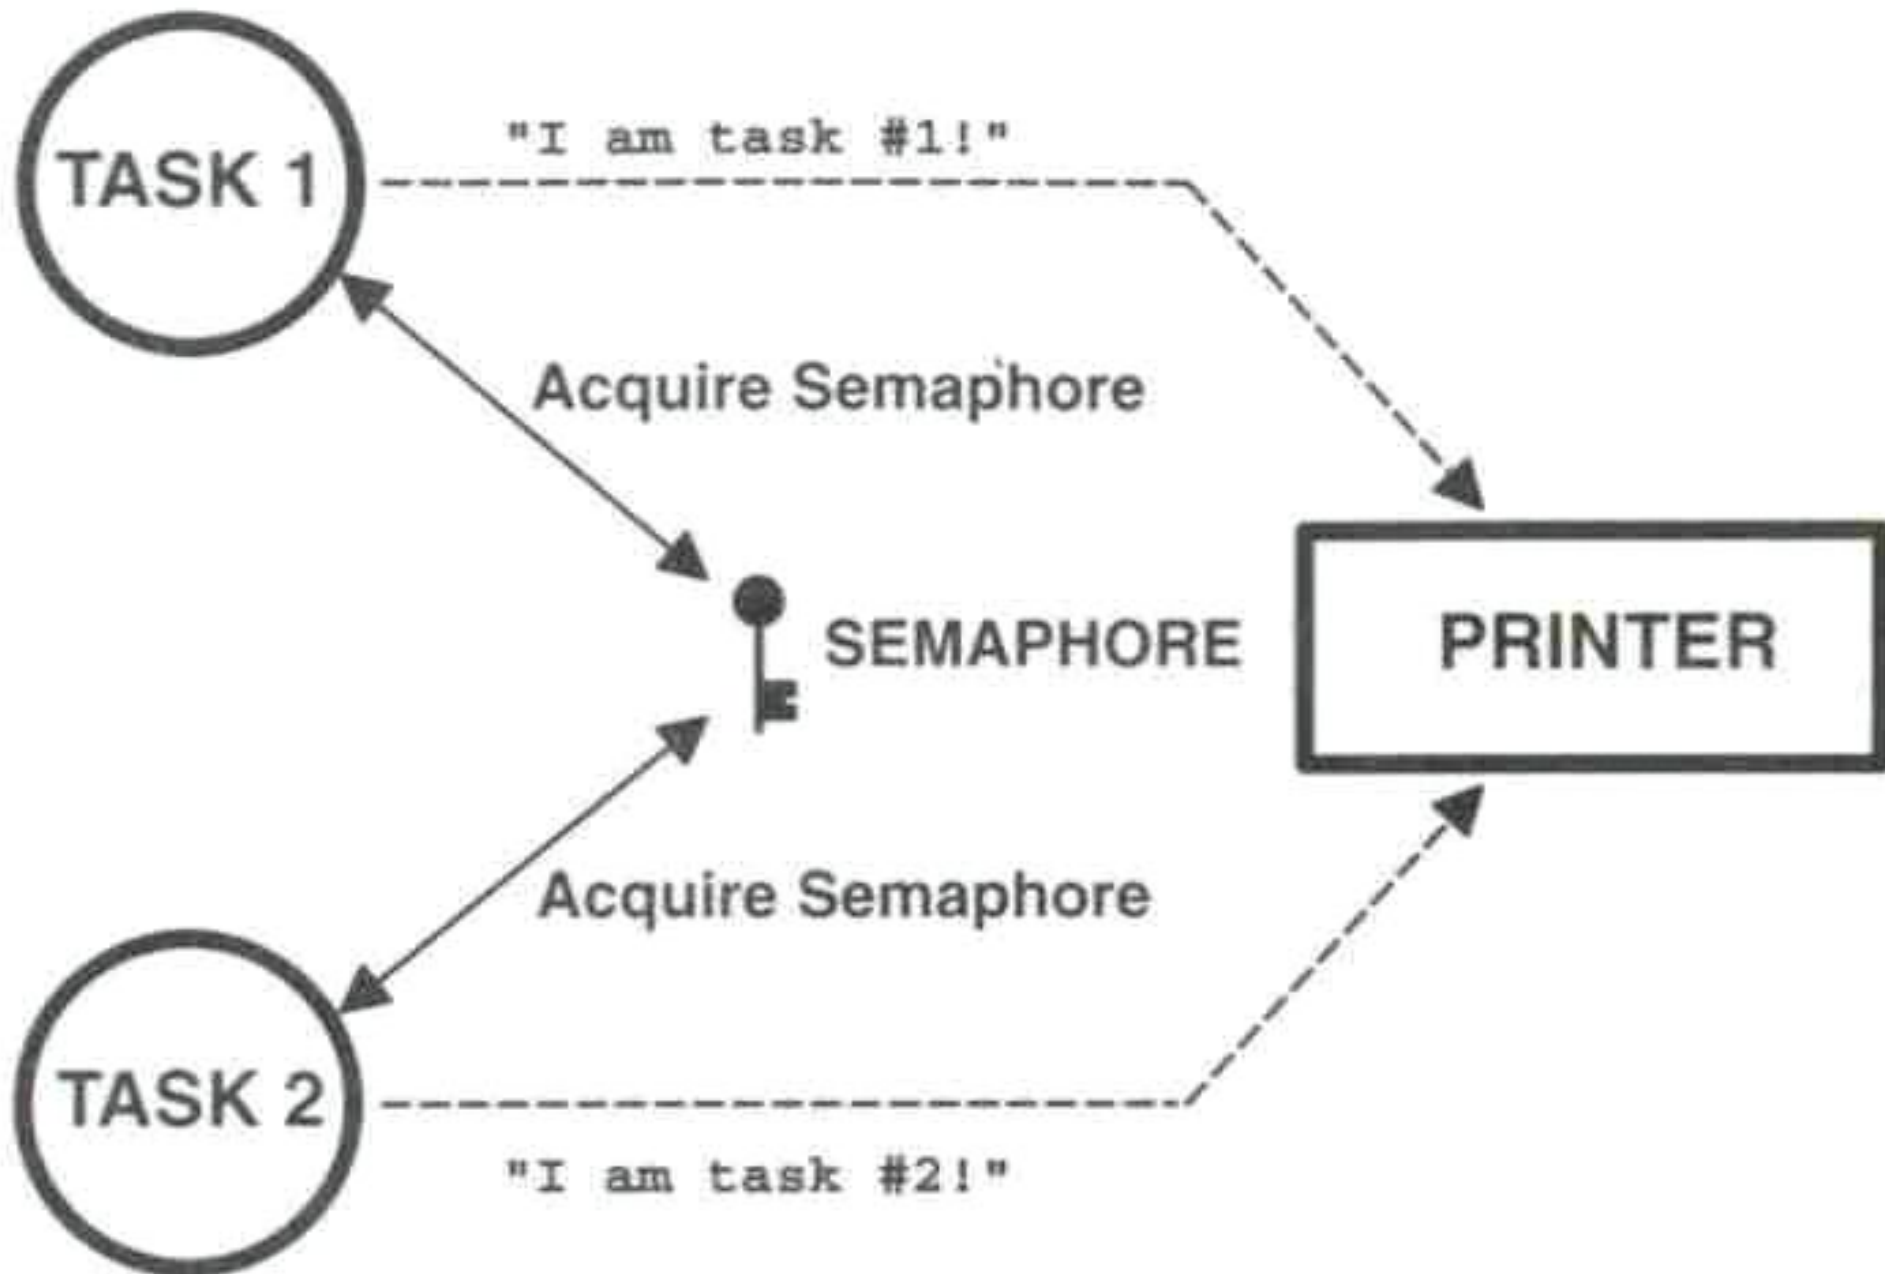 TASK 1
"I am task #1!"
Acquire Semaphore
SEMAPHORE
PRINTER
Acquire Semaphore
TASK 2
"I am task #2!"